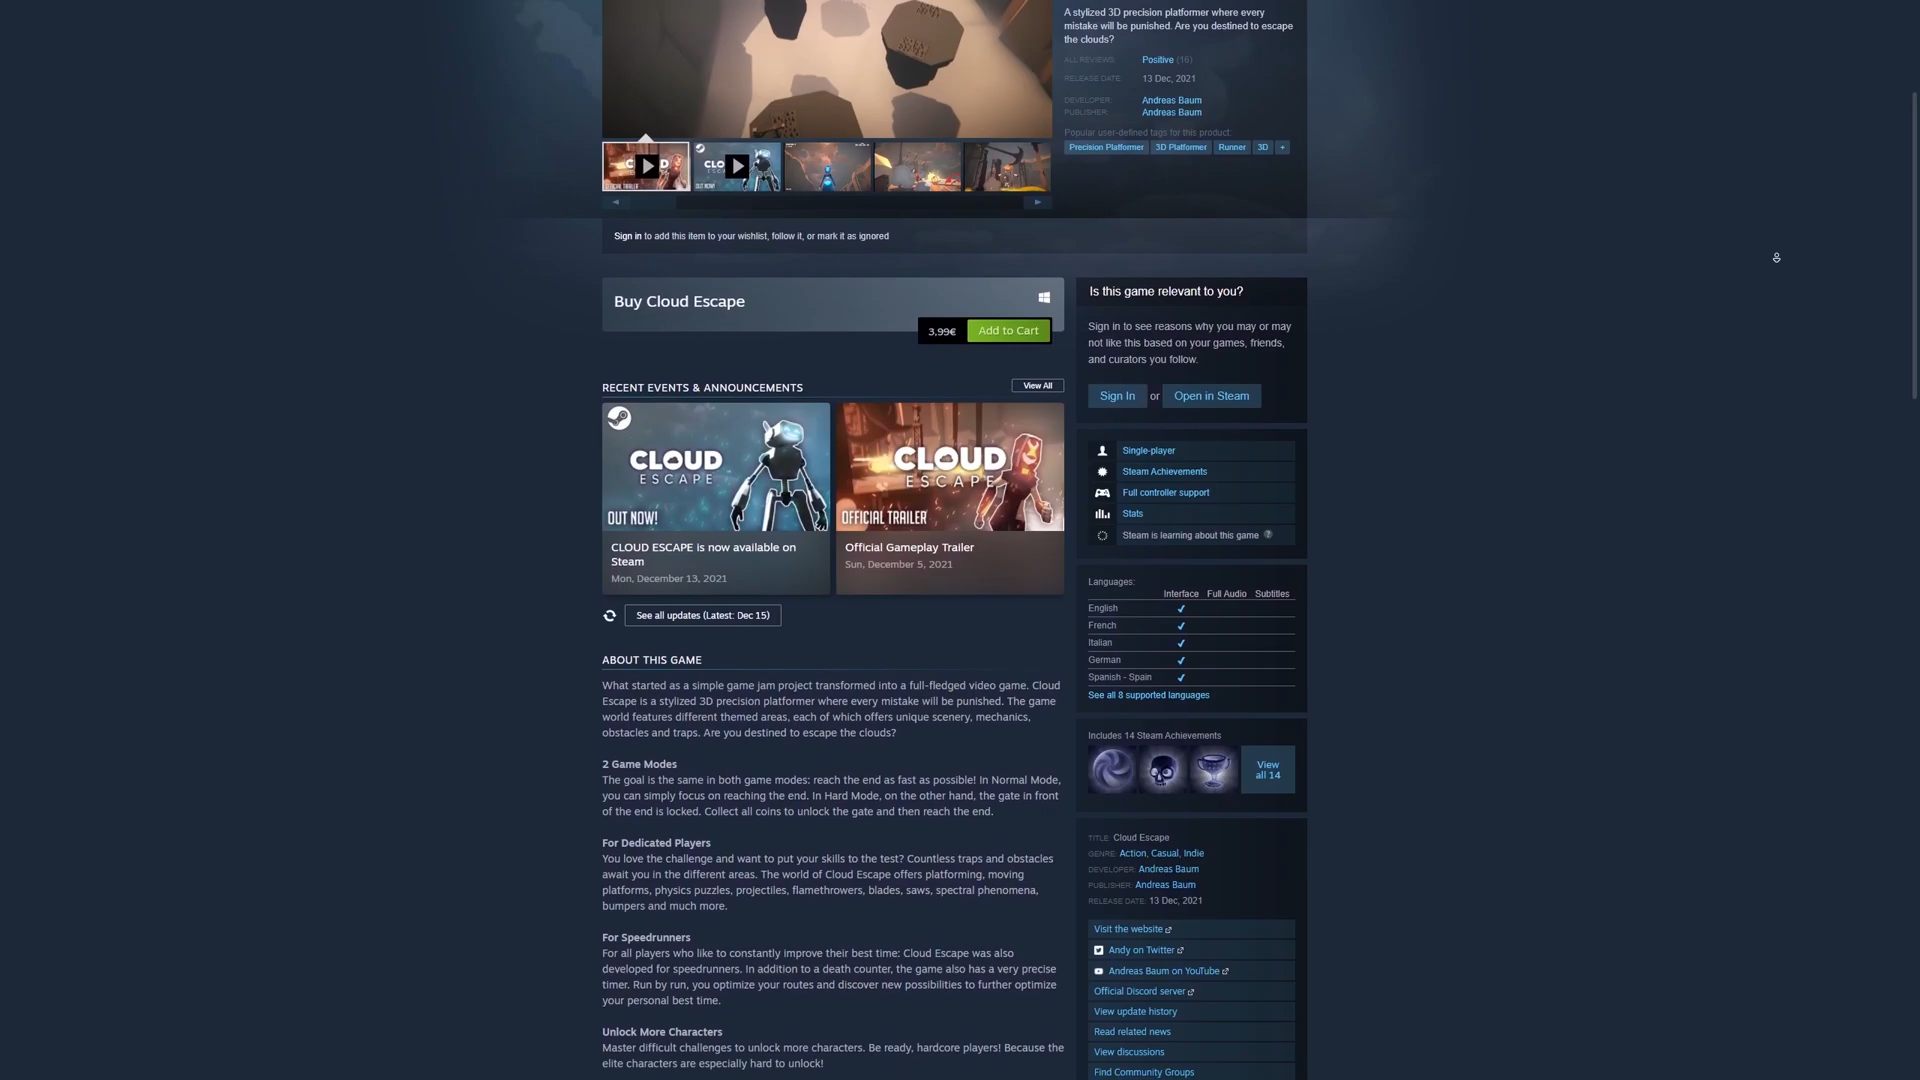 A stylized 3D precision platformer where every
mistake will be punished. Are you destined to escape
the clouds?
ALL REVIEWS: Positive (16)
RELEASE DATE: 13 Dec, 2021
DEVELOPER: Andreas Baum
PUBLISHER: Andreas Baum
Popular user-defined tags for this product:
Precision Platformer 3D Platformer Runner 3D +
Sign in to add this item to your wishlist, follow it, or mark it as ignored
Buy Cloud Escape
3,99€ Add to Cart
RECENT EVENTS & ANNOUNCEMENTS View All
CLOUD
ESCAPE
OUT NOW!
CLOUD ESCAPE is now available on
Steam
Mon, December 13, 2021
CLOUD
ESCAPE
OFFICIAL TRAILER
Official Gameplay Trailer
Sun, December 5, 2021
See all updates (Latest: Dec 15)
ABOUT THIS GAME
What started as a simple game jam project transformed into a full-fledged video game. Cloud
Escape is a stylized 3D precision platformer where every mistake will be punished. The game
world features different themed areas, each of which offers unique scenery, mechanics,
obstacles and traps. Are you destined to escape the clouds?
2 Game Modes
The goal is the same in both game modes: reach the end as fast as possible! In Normal Mode,
you can simply focus on reaching the end. In Hard Mode, on the other hand, the gate in front
of the end is locked. Collect all coins to unlock the gate and then reach the end.
For Dedicated Players
You love the challenge and want to put your skills to the test? Countless traps and obstacles
await you in the different areas. The world of Cloud Escape offers platforming, moving
platforms, physics puzzles, projectiles, flamethrowers, blades, saws, spectral phenomena,
bumpers and much more.
For Speedrunners
For all players who like to constantly improve their best time: Cloud Escape was also
developed for speedrunners. In addition to a death counter, the game also has a very precise
timer. Run by run, you optimize your routes and discover new possibilities to further optimize
your personal best time.
Unlock More Characters
Master difficult challenges to unlock more characters. Be ready, hardcore players! Because the
elite characters are especially hard to unlock!
Is this game relevant to you?
Sign in to see reasons why you may or may
not like this based on your games, friends,
and curators you follow.
Sign In or Open in Steam
Single-player
Steam Achievements
Full controller support
Stats
Steam is learning about this game ?
Languages:
Interface Full Audio Subtitles
English ✔
French ✔
Italian ✔
German ✔
Spanish - Spain ✔
See all 8 supported languages
Includes 14 Steam Achievements
View
all 14
TITLE: Cloud Escape
GENRE: Action, Casual, Indie
DEVELOPER: Andreas Baum
PUBLISHER: Andreas Baum
RELEASE DATE: 13 Dec, 2021
Visit the website
Andy on Twitter
Andreas Baum on YouTube
Official Discord server
View update history
Read related news
View discussions
Find Community Groups